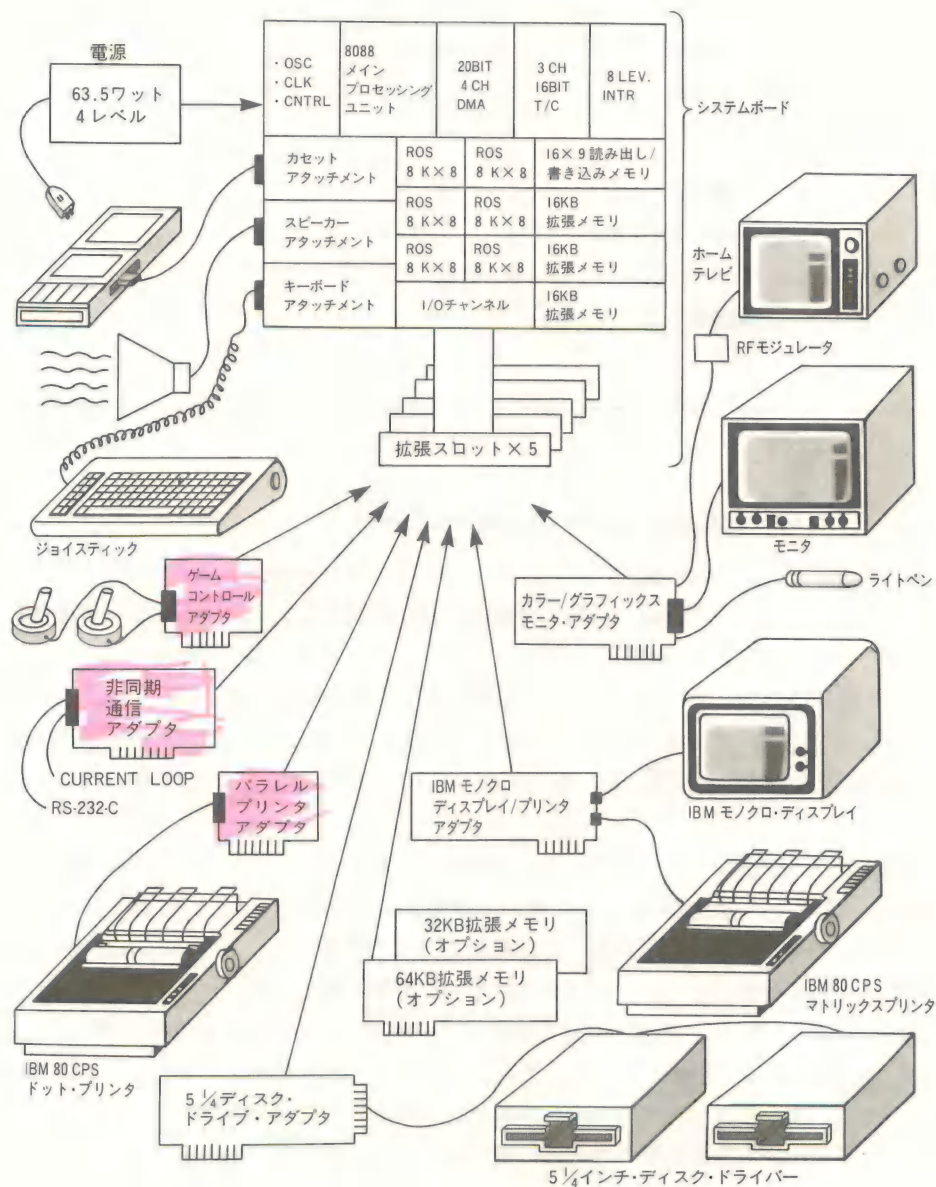 電源
63.5ワット
4レベル
・OSC
・CLK
・CNTRL
8088
メイン
プロセッシング
ユニット
20BIT
4 CH
DMA
3 CH
16BIT
T/C
8 LEV.
INTR
システムボード
カセット
アタッチメント
ROS
8 K×8
ROS
8 K×8
16×9 読み出し/
書き込みメモリ
スピーカー
アタッチメント
ROS
8 K×8
ROS
8 K×8
16KB
拡張メモリ
ROS
8 K×8
ROS
8 K×8
16KB
拡張メモリ
キーボード
アタッチメント
I/Oチャンネル
16KB
拡張メモリ
ホーム
テレビ
RFモジュレータ
拡張スロット×5
モニタ
ジョイスティック
ゲーム
コントロール
アダプタ
カラー/グラフィックス
モニタ・アダプタ
ライトペン
非同期
通信
アダプタ
CURRENT LOOP
RS-232-C
パラレル
プリンタ
アダプタ
IBM モノクロ
ディスプレイ/プリンタ
アダプタ
IBM モノクロ・ディスプレイ
32KB拡張メモリ
(オプション)
64KB拡張メモリ
(オプション)
IBM 80 CPS
マトリックスプリンタ
IBM 80 CPS
ドット・プリンタ
5 1/4ディスク・
ドライブ・アダプタ
5 1/4インチ・ディスク・ドライバー